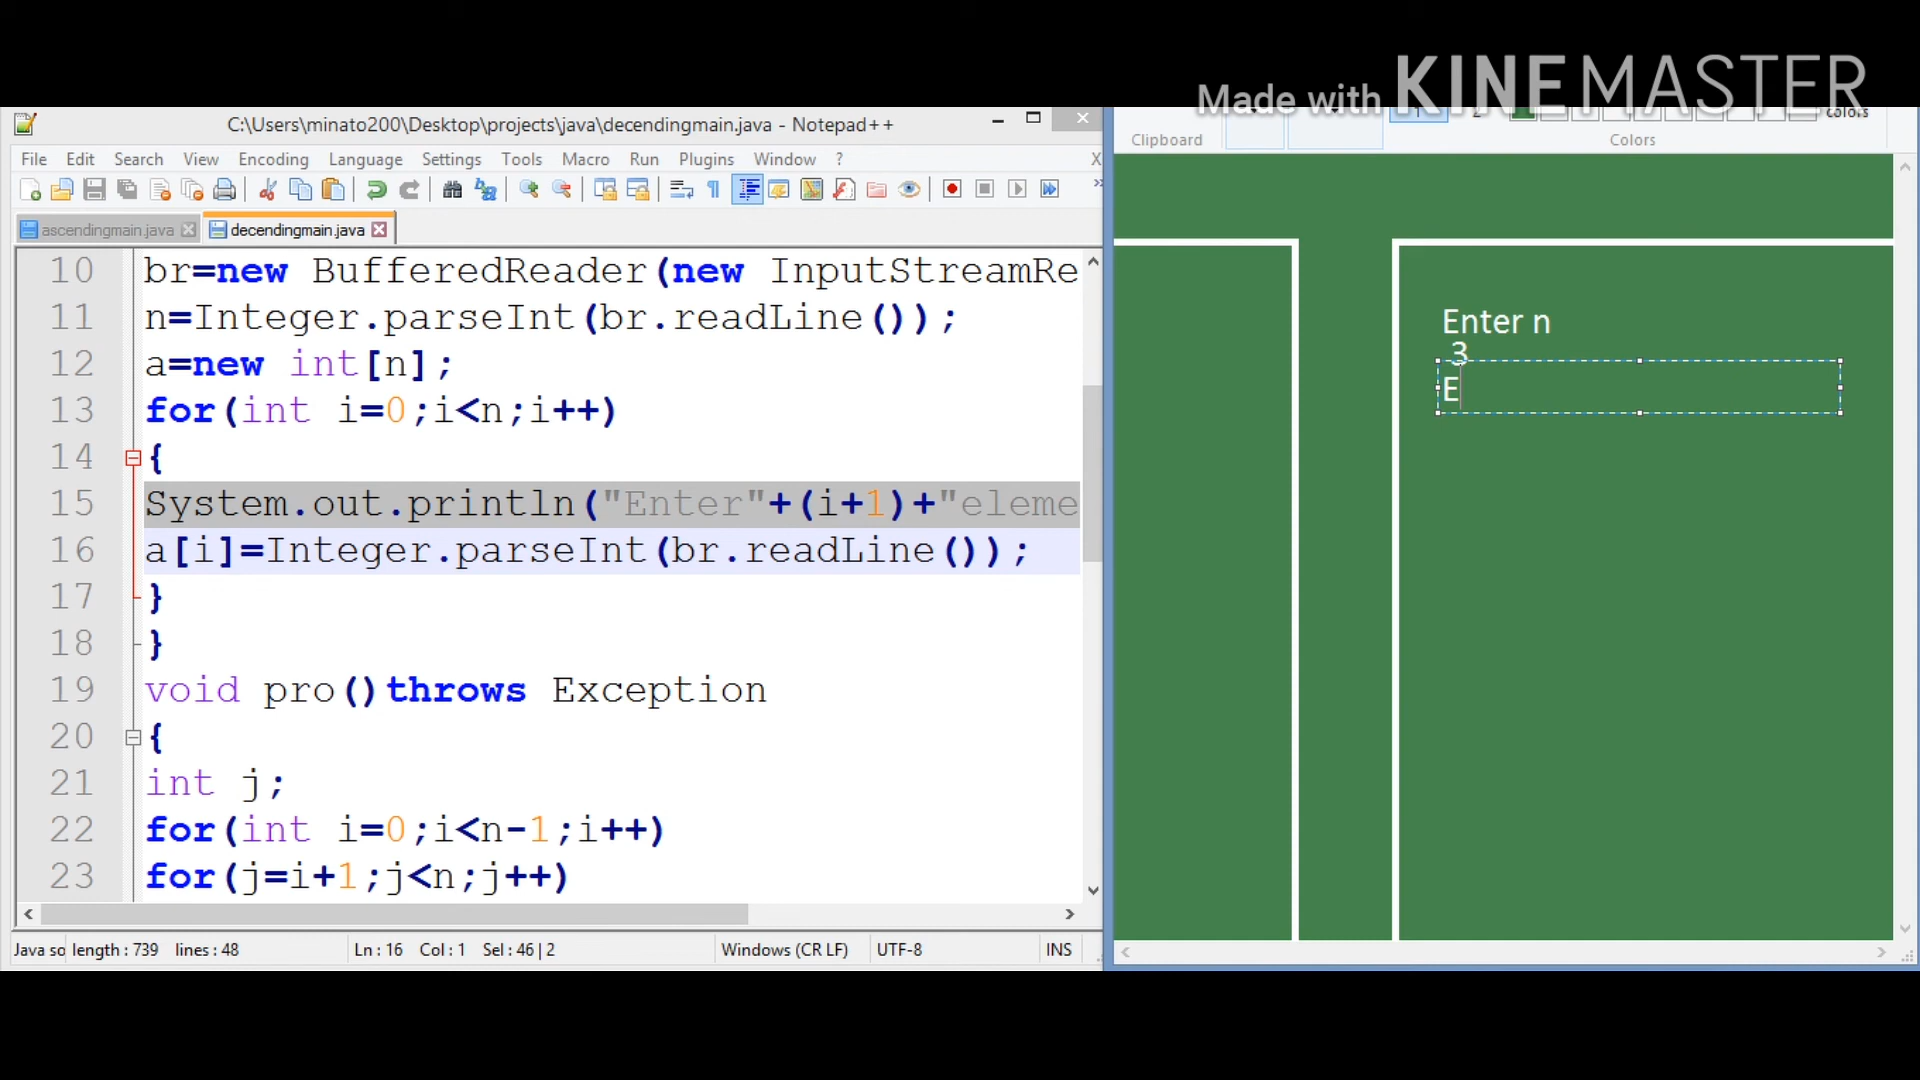 Made with KINEMASTER
C:\Users\minato200\Desktop\projects\java\decendingmain.java - Notepad++
File Edit Search View Encoding Language Settings Tools Macro Run Plugins Window ? X
ascendingmain.java decendingmain.java
10 br=new BufferedReader(new InputStreamRe
11 n=Integer.parseInt(br.readLine());
12 a=new int[n];
13 for(int i=0;i<n;i++)
14 {
15 System.out.println("Enter"+(i+1)+"eleme
16 a[i]=Integer.parseInt(br.readLine());
17 }
18 }
19 void pro()throws Exception
20 {
21 int j;
22 for(int i=0;i<n-1;i++)
23 for(j=i+1;j<n;j++)
Java so length : 739 lines : 48 Ln : 16 Col : 1 Sel : 46 | 2 Windows (CR LF) UTF-8 INS
Clipboard
Colors
colors
Enter n
3
E